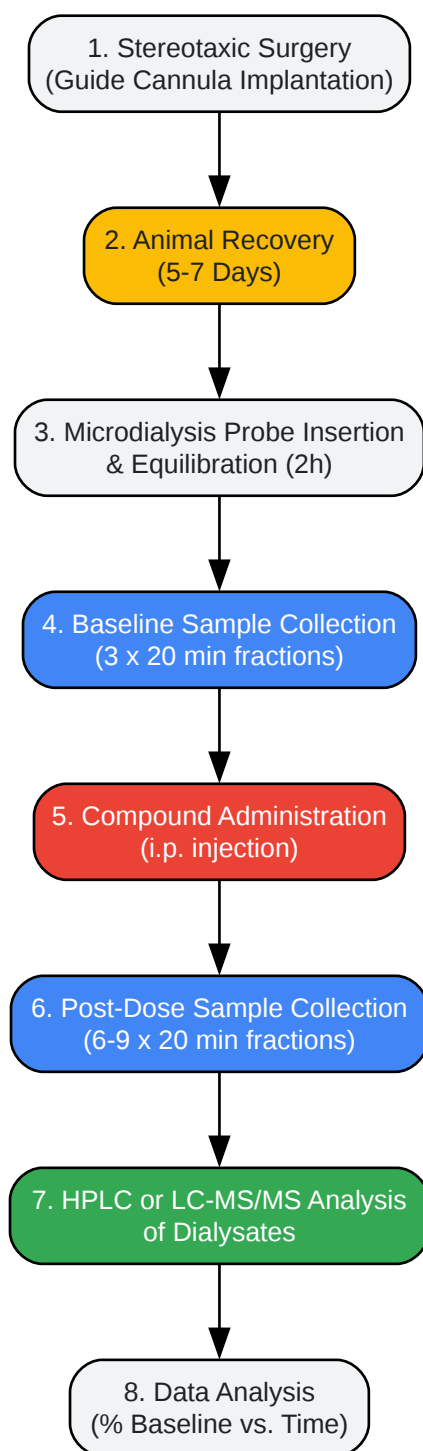 1. Stereotaxic Surgery
(Guide Cannula Implantation)
2. Animal Recovery
(5-7 Days)
3. Microdialysis Probe Insertion
& Equilibration (2h)
4. Baseline Sample Collection
(3 x 20 min fractions)
5. Compound Administration
(i.p. injection)
6. Post-Dose Sample Collection
(6-9 x 20 min fractions)
7. HPLC or LC-MS/MS Analysis
of Dialysates
8. Data Analysis
(% Baseline vs. Time)